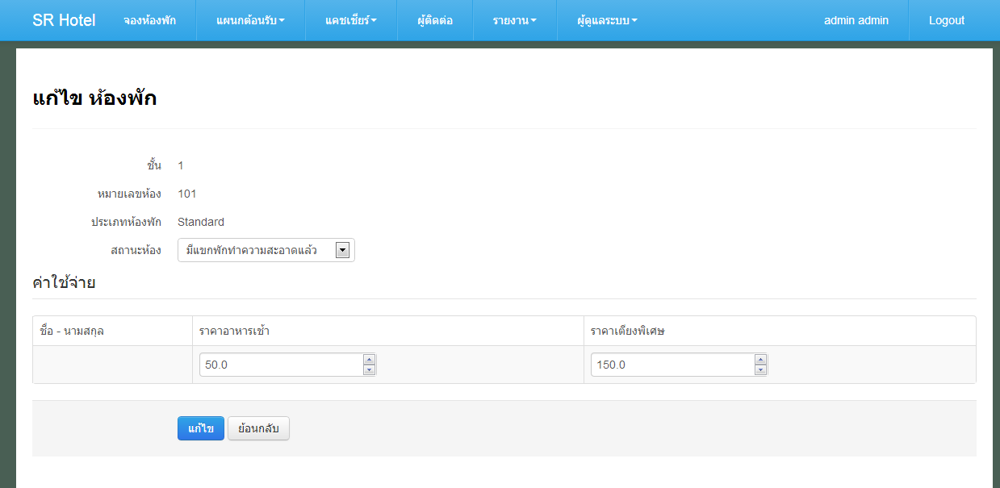 SR Hotel จองห้องพัก แผนกต้อนรับ แคชเชียร์ ผู้ติดต่อ รายงาน ผู้ดูแลระบบ admin admin Logout
แก้ไข ห้องพัก
ชั้น 1
หมายเลขห้อง 101
ประเภทห้องพัก Standard
สถานะห้อง มีแขกพักทำความสะอาดแล้ว
ค่าใช้จ่าย
ชื่อ - นามสกุล ราคาอาหารเช้า ราคาเตียงพิเศษ
50.0 150.0
แก้ไข ย้อนกลับ